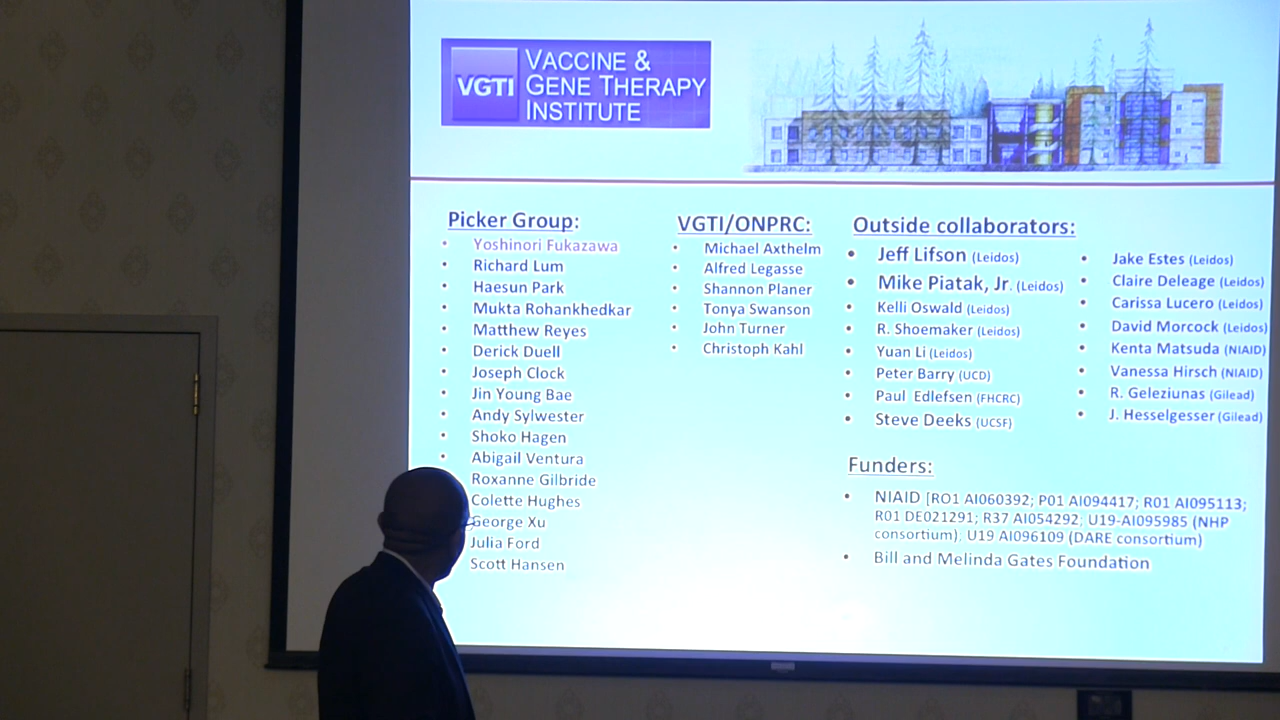 VGTI
VACCINE &
GENE THERAPY
INSTITUTE
Picker Group:
• Yoshinori Fukazawa
• Richard Lum
• Haesun Park
• Mukta Rohankhedkar
• Matthew Reyes
• Derick Duell
• Joseph Clock
• Jin Young Bae
• Andy Sylwester
• Shoko Hagen
• Abigail Ventura
Roxanne Gilbride
Colette Hughes
George Xu
Julia Ford
Scott Hansen
VGTI/ONPRC:
• Michael Axthelm
• Alfred Legasse
• Shannon Planer
• Tonya Swanson
• John Turner
• Christoph Kahl
Outside collaborators:
• Jeff Lifson (Leidos)
• Mike Piatak, Jr. (Leidos)
• Kelli Oswald (Leidos)
• R. Shoemaker (Leidos)
• Yuan Li (Leidos)
• Peter Barry (UCD)
• Paul Edlefsen (FHCRC)
• Steve Deeks (UCSF)
• Jake Estes (Leidos)
• Claire Deleage (Leidos)
• Carissa Lucero (Leidos)
• David Morcock (Leidos)
• Kenta Matsuda (NIAID)
• Vanessa Hirsch (NIAID)
• R. Geleziunas (Gilead)
• J. Hesselgesser (Gilead)
Funders:
• NIAID [RO1 AI060392; P01 AI094417; R01 AI095113;
R01 DE021291; R37 AI054292; U19-AI095985 (NHP
consortium), U19 AI096109 (DARE consortium)
• Bill and Melinda Gates Foundation